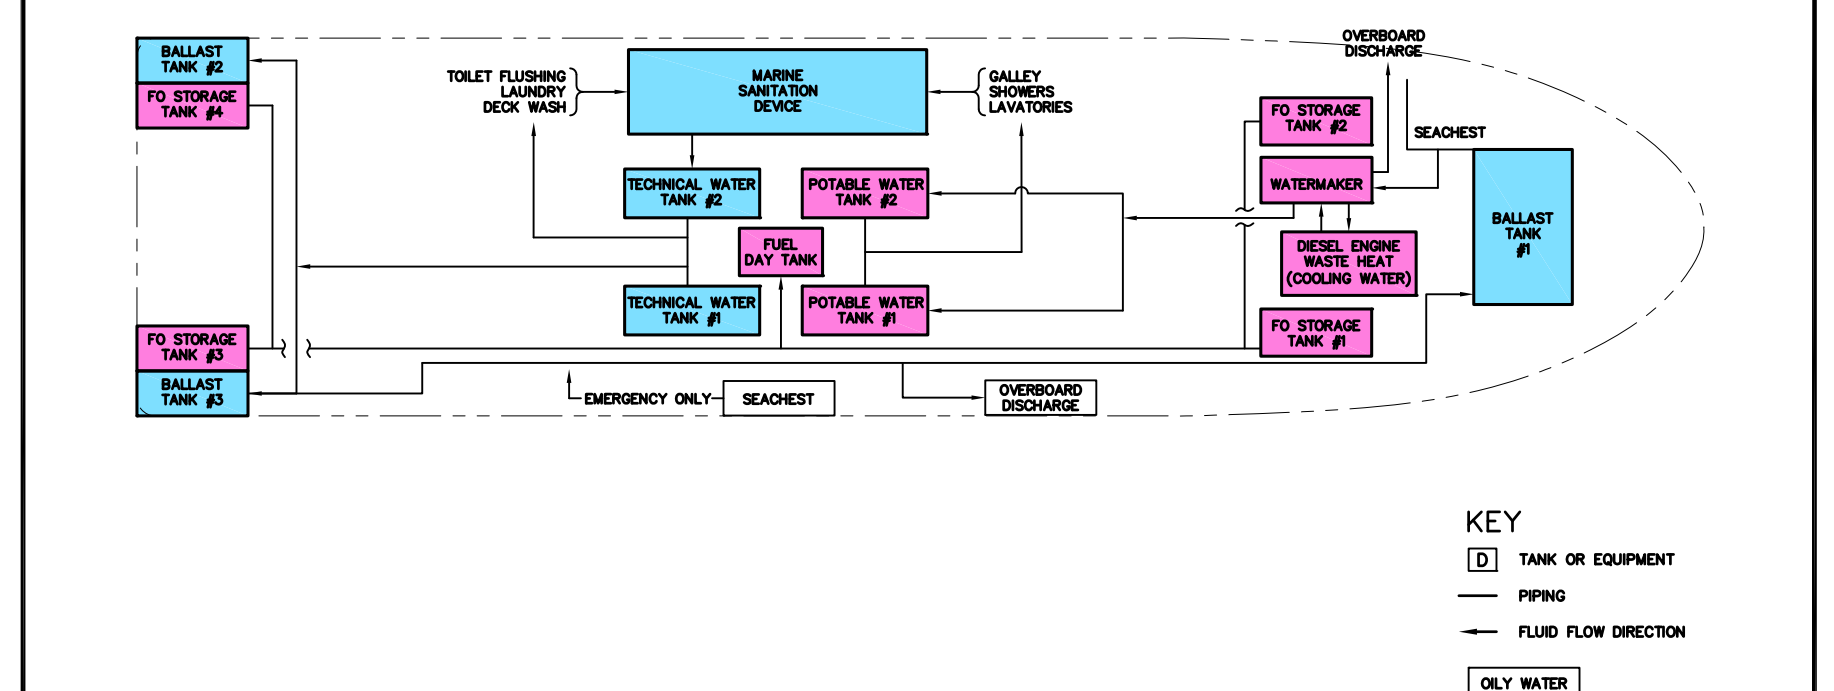 BALLAST
TANK #2
FO STORAGE
TANK #4
TOILET FLUSHING
LAUNDRY
DECK WASH
MARINE
SANITATION
DEVICE
GALLEY
SHOWERS
LAVATORIES
OVERBOARD
DISCHARGE
FO STORAGE
TANK #2
SEACHEST
WATERMAKER
TECHNICAL WATER
TANK #2
POTABLE WATER
TANK #2
BALLAST
TANK
#1
FUEL
DAY TANK
DIESEL ENGINE
WASTE HEAT
(COOLING WATER)
TECHNICAL WATER
TANK #1
POTABLE WATER
TANK #1
FO STORAGE
TANK #1
FO STORAGE
TANK #3
BALLAST
TANK #3
EMERGENCY ONLY
SEACHEST
OVERBOARD
DISCHARGE
KEY
D TANK OR EQUIPMENT
PIPING
FLUID FLOW DIRECTION
OILY WATER